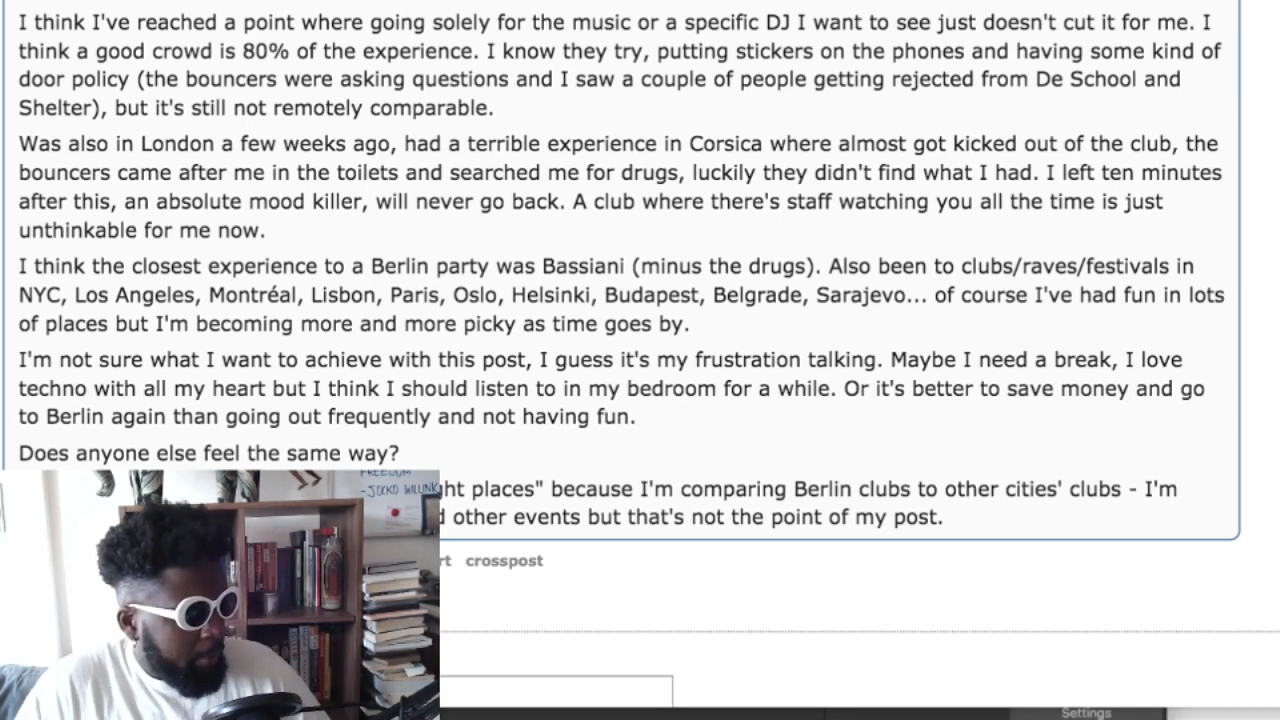 I think I've reached a point where going solely for the music or a specific DJ I want to see just doesn't cut it for me. I
think a good crowd is 80% of the experience. I know they try, putting stickers on the phones and having some kind of
door policy (the bouncers were asking questions and I saw a couple of people getting rejected from De School and
Shelter), but it's still not remotely comparable.
Was also in London a few weeks ago, had a terrible experience in Corsica where almost got kicked out of the club, the
bouncers came after me in the toilets and searched me for drugs, luckily they didn't find what I had. I left ten minutes
after this, an absolute mood killer, will never go back. A club where there's staff watching you all the time is just
unthinkable for me now.
I think the closest experience to a Berlin party was Bassiani (minus the drugs). Also been to clubs/raves/festivals in
NYC, Los Angeles, Montréal, Lisbon, Paris, Oslo, Helsinki, Budapest, Belgrade, Sarajevo... of course I've had fun in lots
of places but I'm becoming more and more picky as time goes by.
I'm not sure what I want to achieve with this post, I guess it's my frustration talking. Maybe I need a break, I love
techno with all my heart but I think I should listen to in my bedroom for a while. Or it's better to save money and go
to Berlin again than going out frequently and not having fun.
Does anyone else feel the same way?
FREEDOM
-JOCKO WILLINK
ght places" because I'm comparing Berlin clubs to other cities' clubs - I'm
d other events but that's not the point of my post.
rt crosspost
Settings